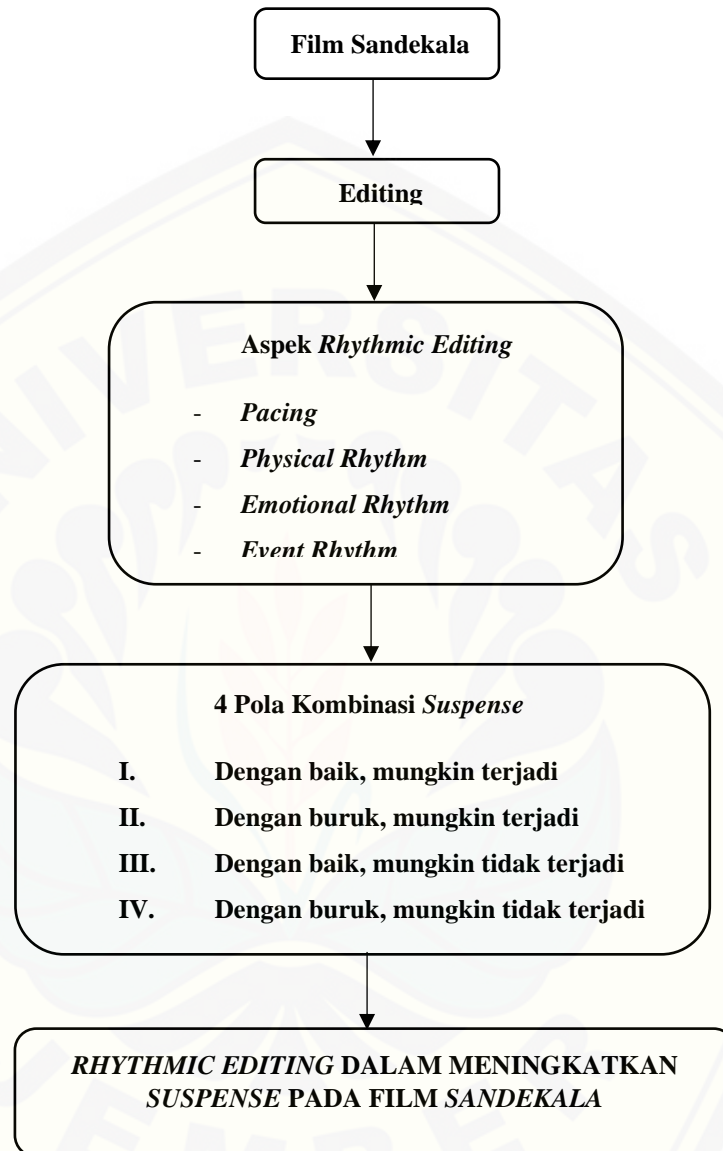 Film Sandekala
Editing
Aspek Rhythmic Editing
- Pacing
- Physical Rhythm
- Emotional Rhythm
- Event Rhythm
4 Pola Kombinasi Suspense
I. Dengan baik, mungkin terjadi
II. Dengan buruk, mungkin terjadi
III. Dengan baik, mungkin tidak terjadi
IV. Dengan buruk, mungkin tidak terjadi
RHYTHMIC EDITING DALAM MENINGKATKAN
SUSPENSE PADA FILM SANDEKALA